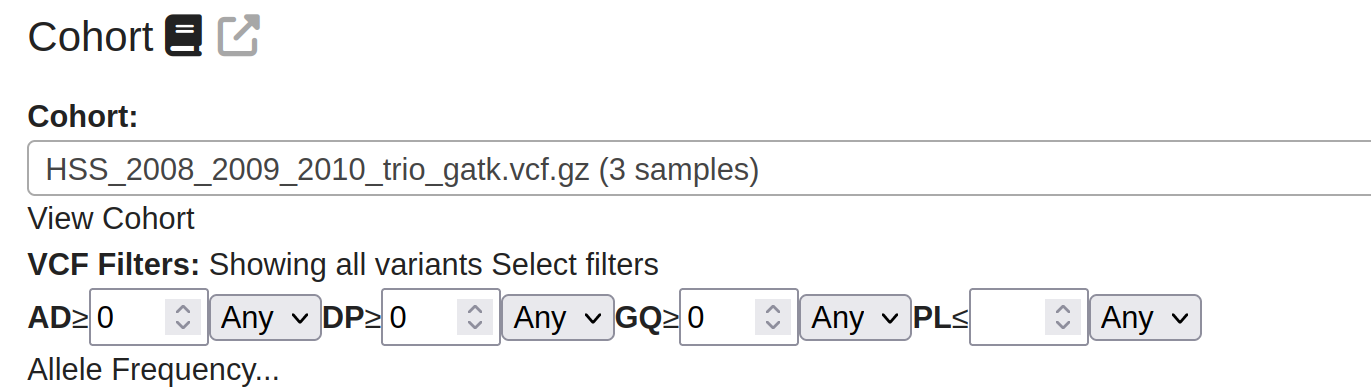 Cohort
Cohort:
HSS_2008_2009_2010_trio_gatk.vcf.gz (3 samples)
View Cohort
VCF Filters: Showing all variants Select filters
AD≥ 0 Any DP≥ 0 Any GQ≥ 0 Any PL≤ Any
Allele Frequency...